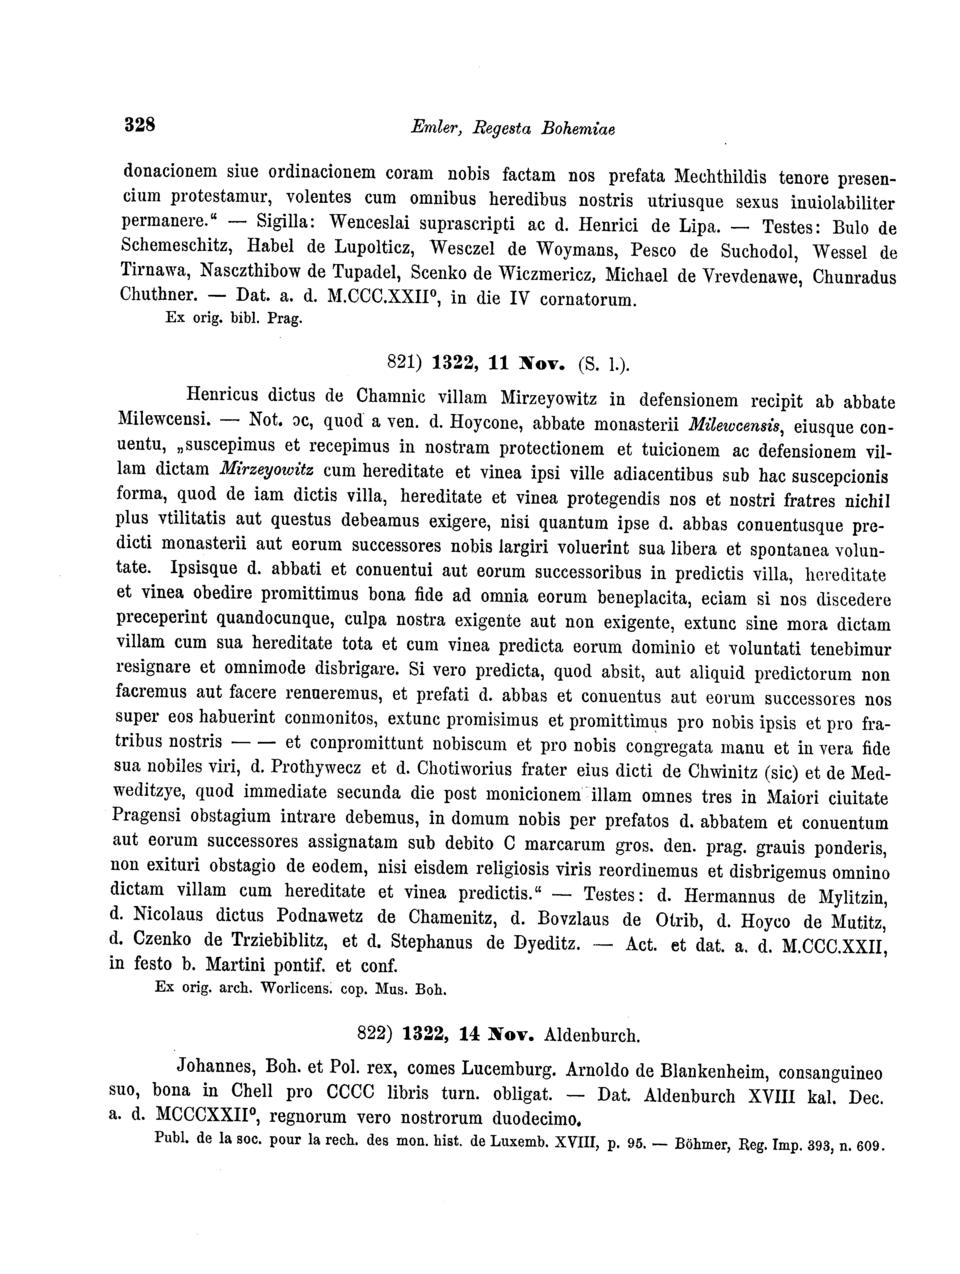 328 Emler, Regesta Bohemiae
donacionem siue ordinacionem coram nobis factam nos prefata Mechthildis tenore presen-
cium protestamur, volentes cum omnibus heredibus nostris utriusque sexus inuiolabiliter
permanere.“ — Sigilla: Wenceslai suprascripti ac d. Henrici de Lipa. — Testes: Bulo de
Schemeschitz, Habel de Lupolticz, Wesczel de Woymans, Pesco de Suchodol, Wessel de
Tirnawa, Nasczthibow de Tupadel, Scenko de Wiczmericz, Michael de Vrevdenawe, Chunradus
Chuthner. — Dat. a. d. M.CCC.XXII⁰, in die IV cornatorum.
Ex orig. bibl. Prag.
821) 1322, 11 Nov. (S. l.).
Henricus dictus de Chamnic villam Mirzeyowitz in defensionem recipit ab abbate
Milewcensi. — Not. ɔc, quod a ven. d. Hoycone, abbate monasterii Milewcensis, eiusque con-
uentu, „suscepimus et recepimus in nostram protectionem et tuicionem ac defensionem vil-
lam dictam Mirzeyowitz cum hereditate et vinea ipsi ville adiacentibus sub hac suscepcionis
forma, quod de iam dictis villa, hereditate et vinea protegendis nos et nostri fratres nichil
plus vtilitatis aut questus debeamus exigere, nisi quantum ipse d. abbas conuentusque pre-
dicti monasterii aut eorum successores nobis largiri voluerint sua libera et spontanea volun-
tate. Ipsisque d. abbati et conuentui aut eorum successoribus in predictis villa, hereditate
et vinea obedire promittimus bona fide ad omnia eorum beneplacita, eciam si nos discedere
preceperint quandocunque, culpa nostra exigente aut non exigente, extunc sine mora dictam
villam cum sua hereditate tota et cum vinea predicta eorum dominio et voluntati tenebimur
resignare et omnimode disbrigare. Si vero predicta, quod absit, aut aliquid predictorum non
facremus aut facere rennueremus, et prefati d. abbas et conuentus aut eorum successores nos
super eos habuerint conmonitos, extunc promisimus et promittimus pro nobis ipsis et pro fra-
tribus nostris — — et conpromittunt nobiscum et pro nobis congregata manu et in vera fide
sua nobiles viri, d. Prothywecz et d. Chotiworius frater eius dicti de Chwinitz (sic) et de Med-
weditzye, quod immediate secunda die post monicionem illam omnes tres in Maiori ciuitate
Pragensi obstagium intrare debemus, in domum nobis per prefatos d. abbatem et conuentum
aut eorum successores assignatam sub debito C marcarum gros. den. prag. grauis ponderis,
non exituri obstagio de eodem, nisi eisdem religiosis viris reordinemus et disbrigemus omnino
dictam villam cum hereditate et vinea predictis.“ — Testes: d. Hermannus de Mylitzin,
d. Nicolaus dictus Podnawetz de Chamenitz, d. Bovzlaus de Otrib, d. Hoyco de Mutitz,
d. Czenko de Trziebiblitz, et d. Stephanus de Dyeditz. — Act. et dat. a. d. M.CCC.XXII,
in festo b. Martini pontif. et conf.
Ex orig. arch. Worlicens. cop. Mus. Boh.
822) 1322, 14 Nov. Aldenburch.
Johannes, Boh. et Pol. rex, comes Lucemburg. Arnoldo de Blankenheim, consanguineo
suo, bona in Chell pro CCCC libris turn. obligat. — Dat. Aldenburch XVIII kal. Dec.
a. d. MCCCXXII⁰, regnorum vero nostrorum duodecimo.
Publ. de la soc. pour la rech. des mon. hist. de Luxemb. XVIII, p. 95. — Böhmer, Reg. Imp. 393, n. 609.